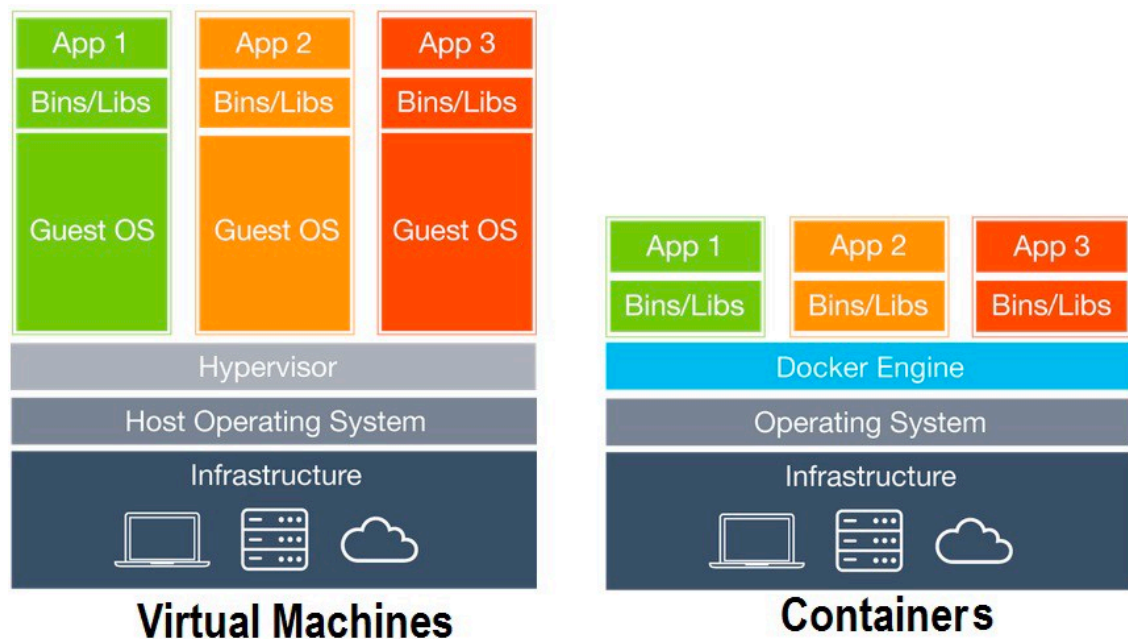 App 1
App 2
App 3
Bins/Libs
Bins/Libs
Bins/Libs
Guest OS
Guest OS
Guest OS
Hypervisor
Host Operating System
Infrastructure
Virtual Machines
App 1
App 2
App 3
Bins/Libs
Bins/Libs
Bins/Libs
Docker Engine
Operating System
Infrastructure
Containers